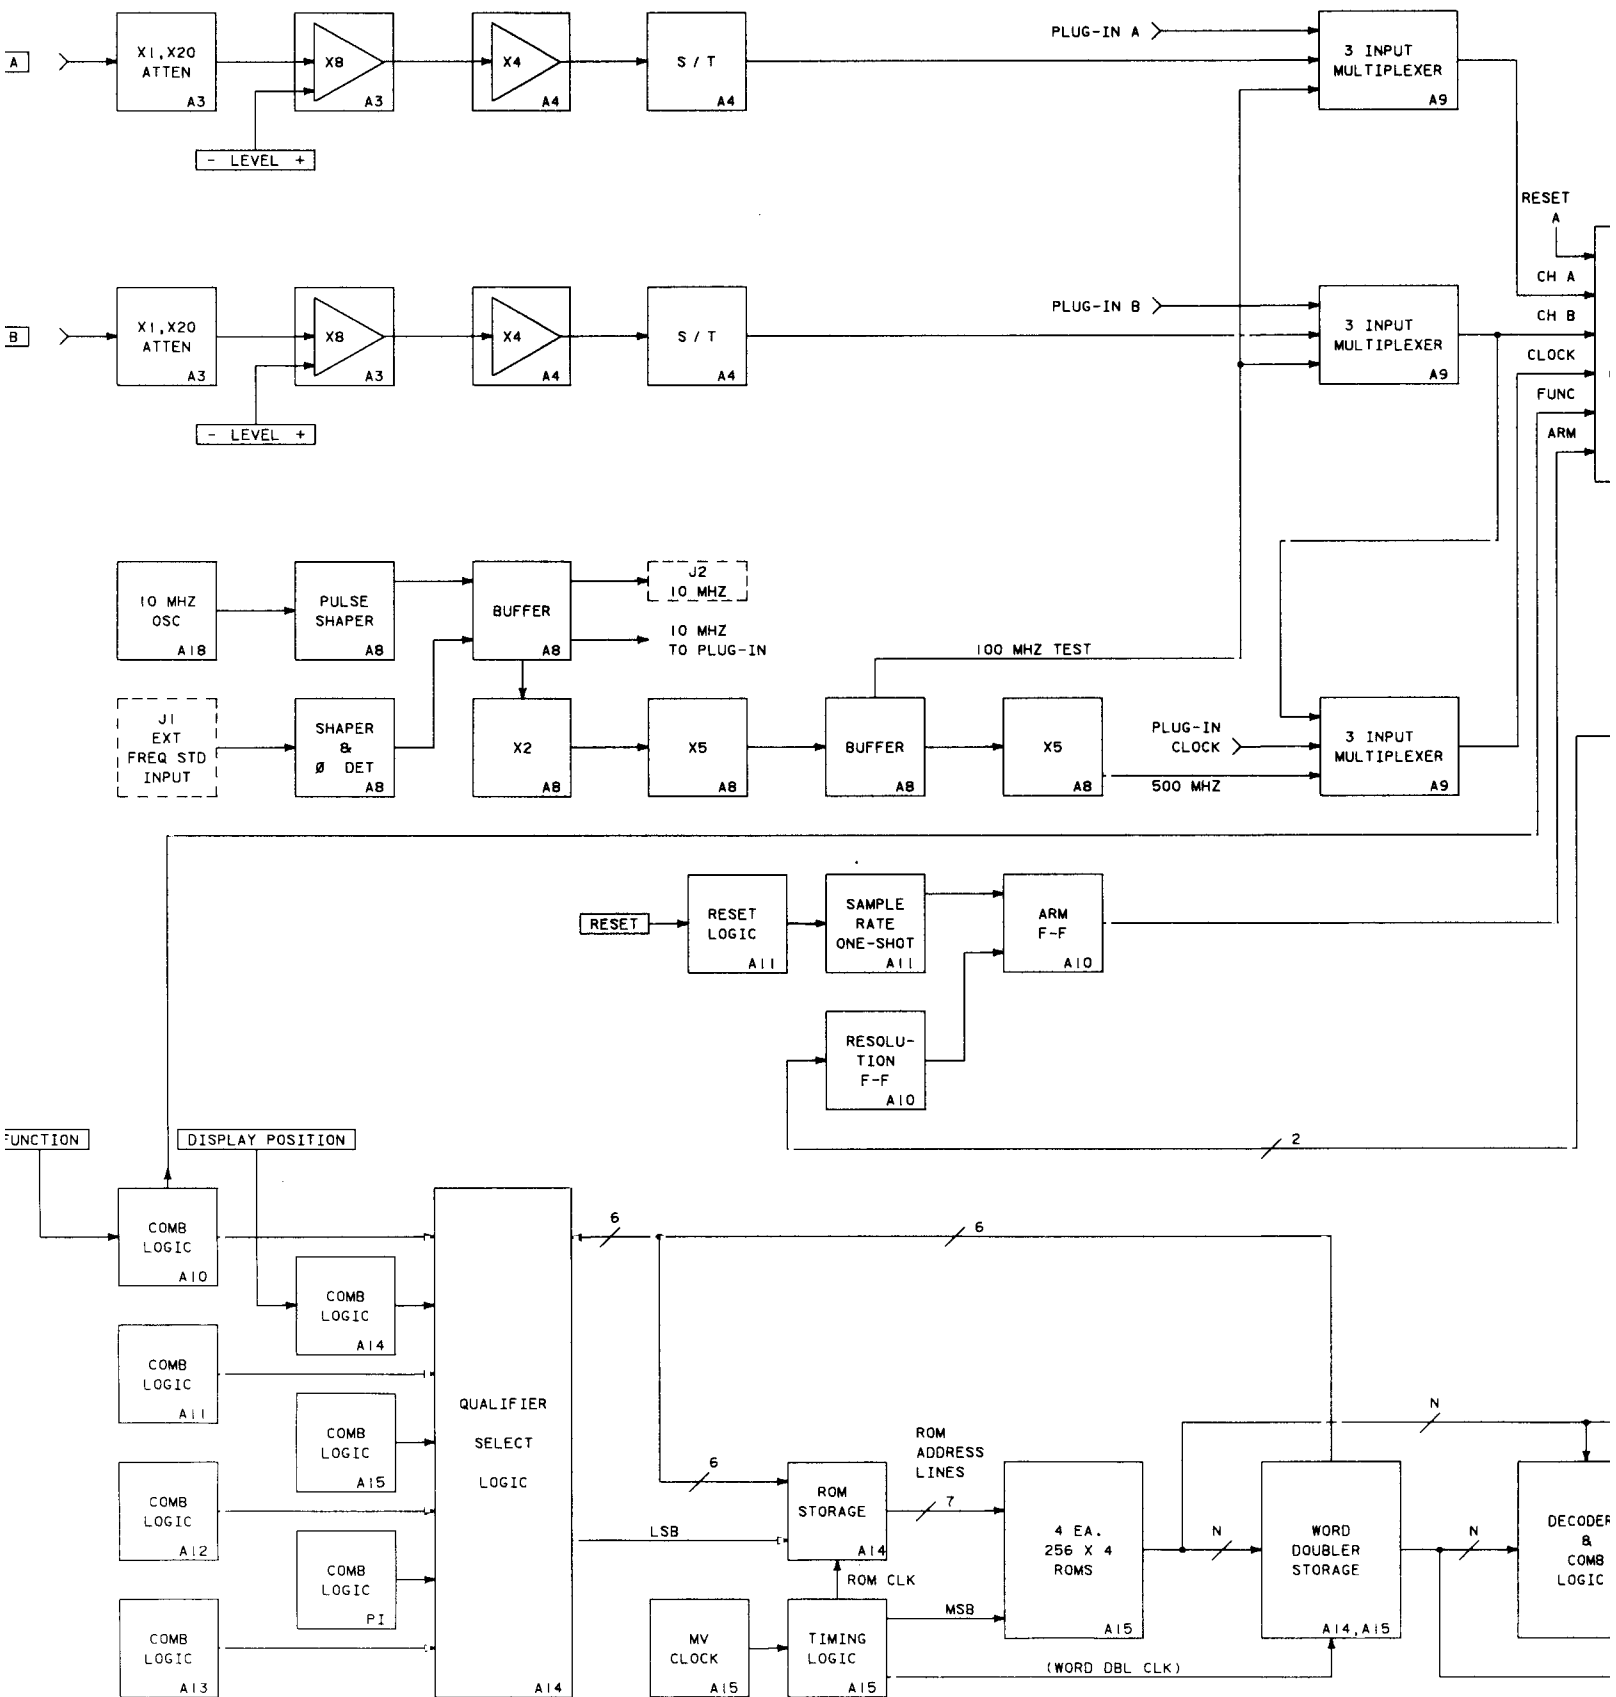 A
X1,X20
ATTEN
A3
X8
A3
- LEVEL +
X4
A4
S / T
A4
PLUG-IN A
3 INPUT
MULTIPLEXER
A9
RESET
A
CH A
CH B
CLOCK
FUNC
ARM
B
X1,X20
ATTEN
A3
X8
A3
- LEVEL +
X4
A4
S / T
A4
PLUG-IN B
3 INPUT
MULTIPLEXER
A9
10 MHZ
OSC
A18
PULSE
SHAPER
A8
BUFFER
A8
J2
10 MHZ
10 MHZ
TO PLUG-IN
100 MHZ TEST
J1
EXT
FREQ STD
INPUT
SHAPER
&
Ø DET
A8
X2
A8
X5
A8
BUFFER
A8
X5
A8
PLUG-IN
CLOCK
500 MHZ
3 INPUT
MULTIPLEXER
A9
RESET
RESET
LOGIC
A11
SAMPLE
RATE
ONE-SHOT
A11
ARM
F-F
A10
RESOLU-
TION
F-F
A10
2
FUNCTION
DISPLAY POSITION
COMB
LOGIC
A10
COMB
LOGIC
A14
COMB
LOGIC
A11
COMB
LOGIC
A15
COMB
LOGIC
A12
COMB
LOGIC
PI
COMB
LOGIC
A13
QUALIFIER
SELECT
LOGIC
A14
6
6
6
LSB
ROM
STORAGE
A14
ROM CLK
MV
CLOCK
A15
TIMING
LOGIC
A15
ROM
ADDRESS
LINES
7
MSB
4 EA.
256 X 4
ROMS
A15
(WORD DBL CLK)
N
N
WORD
DOUBLER
STORAGE
A14,A15
N
DECODER
&
COMB
LOGIC